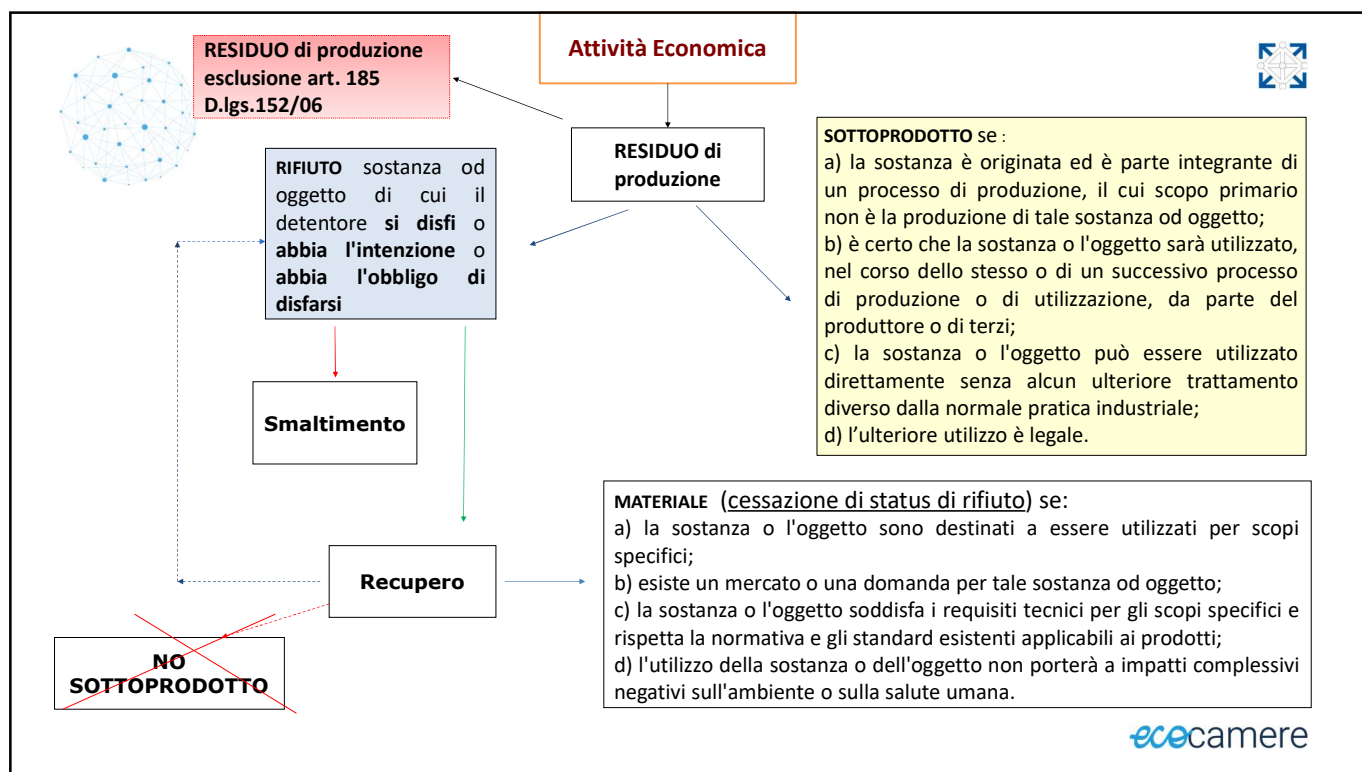 Attività Economica
RESIDUO di produzione
esclusione art. 185
D.lgs.152/06
RESIDUO di
produzione
RIFIUTO sostanza od
oggetto di cui il
detentore si disfi o
abbia l'intenzione o
abbia l'obbligo di
disfarsi
SOTTOPRODOTTO se :
a) la sostanza è originata ed è parte integrante di
un processo di produzione, il cui scopo primario
non è la produzione di tale sostanza od oggetto;
b) è certo che la sostanza o l'oggetto sarà utilizzato,
nel corso dello stesso o di un successivo processo
di produzione o di utilizzazione, da parte del
produttore o di terzi;
c) la sostanza o l'oggetto può essere utilizzato
direttamente senza alcun ulteriore trattamento
diverso dalla normale pratica industriale;
d) l’ulteriore utilizzo è legale.
Smaltimento
Recupero
NO
SOTTOPRODOTTO
MATERIALE (cessazione di status di rifiuto) se:
a) la sostanza o l'oggetto sono destinati a essere utilizzati per scopi
specifici;
b) esiste un mercato o una domanda per tale sostanza od oggetto;
c) la sostanza o l'oggetto soddisfa i requisiti tecnici per gli scopi specifici e
rispetta la normativa e gli standard esistenti applicabili ai prodotti;
d) l'utilizzo della sostanza o dell'oggetto non porterà a impatti complessivi
negativi sull'ambiente o sulla salute umana.
ecocamere